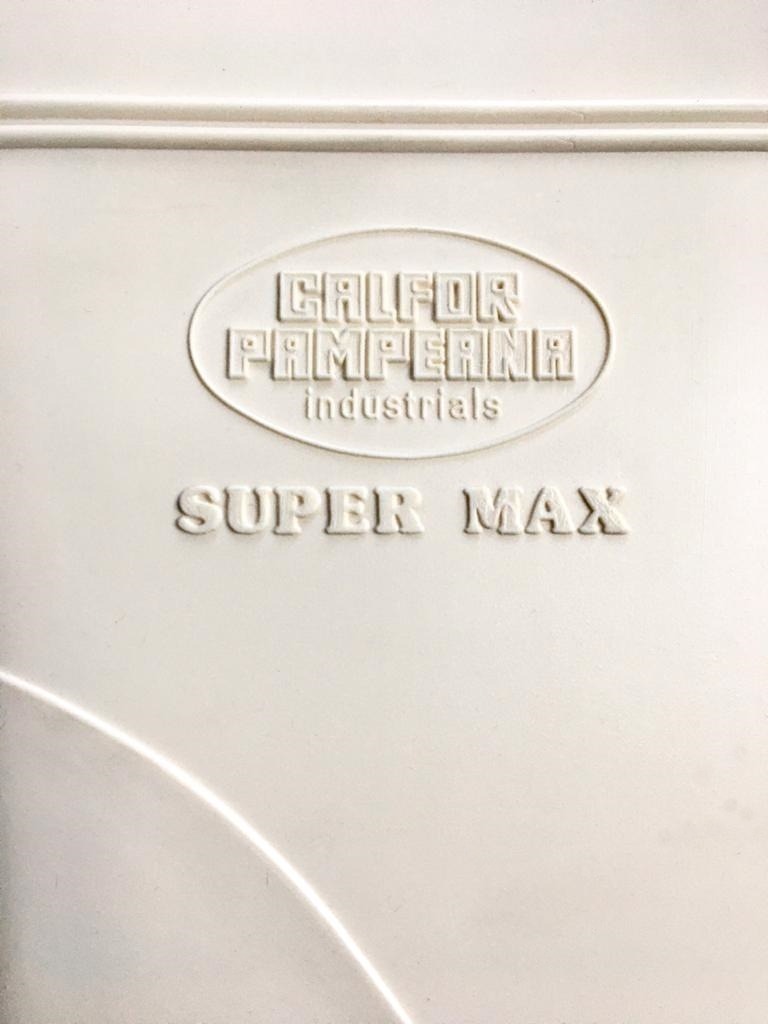 CALFOR
PAMPEANA
industrials
SUPER MAX